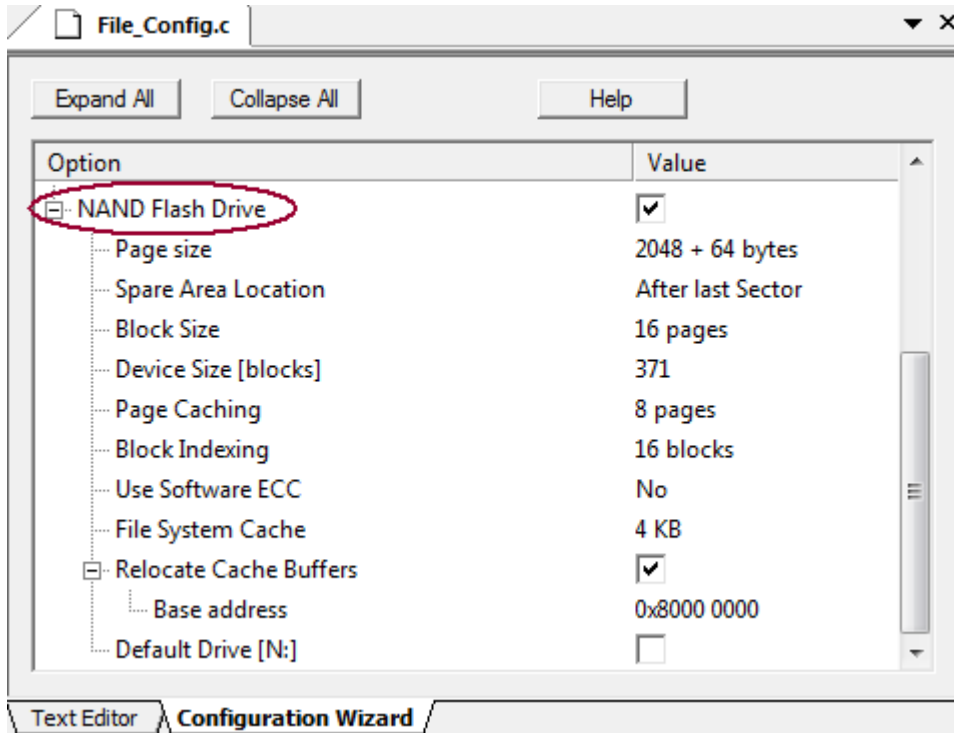 File_Config.c
Expand All Collapse All Help
Option Value
NAND Flash Drive
Page size 2048 + 64 bytes
Spare Area Location After last Sector
Block Size 16 pages
Device Size [blocks] 371
Page Caching 8 pages
Block Indexing 16 blocks
Use Software ECC No
File System Cache 4 KB
Relocate Cache Buffers
Base address 0x8000 0000
Default Drive [N:]
Text Editor Configuration Wizard